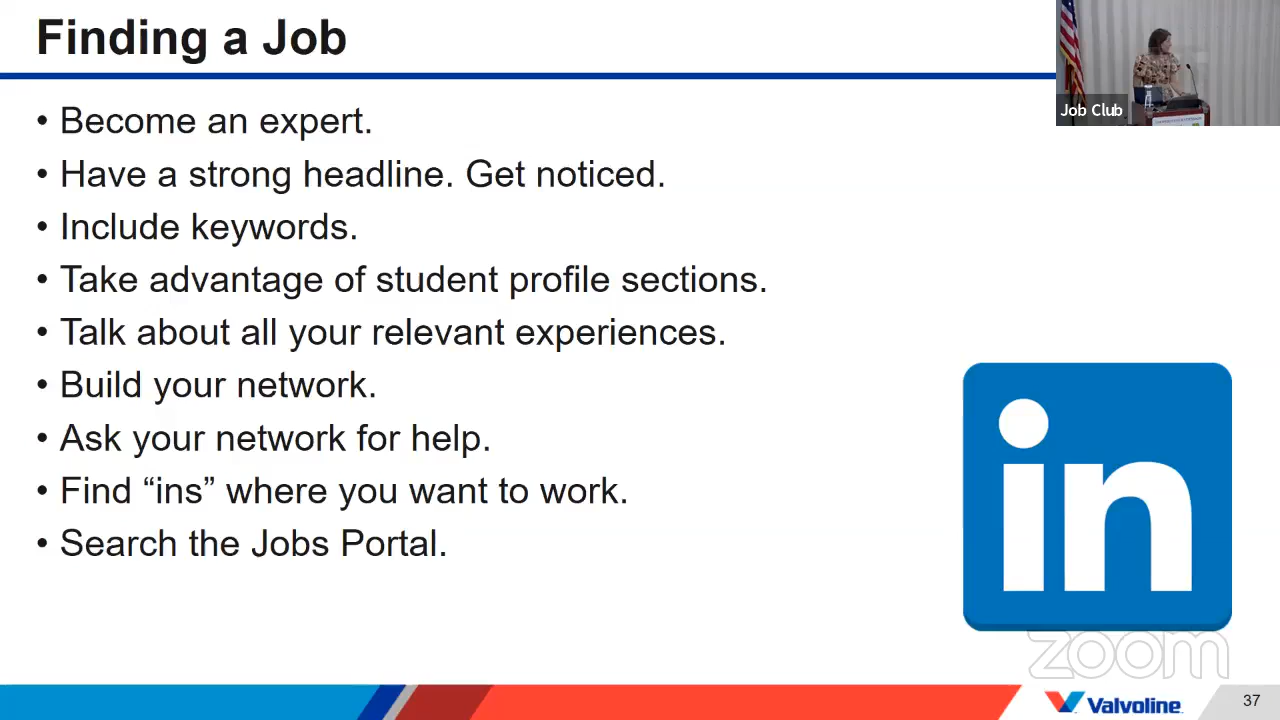 Finding a Job
Job Club
• Become an expert.
• Have a strong headline. Get noticed.
• Include keywords.
• Take advantage of student profile sections.
• Talk about all your relevant experiences.
• Build your network.
• Ask your network for help.
• Find “ins” where you want to work.
• Search the Jobs Portal.
in
zoom
Valvoline
37